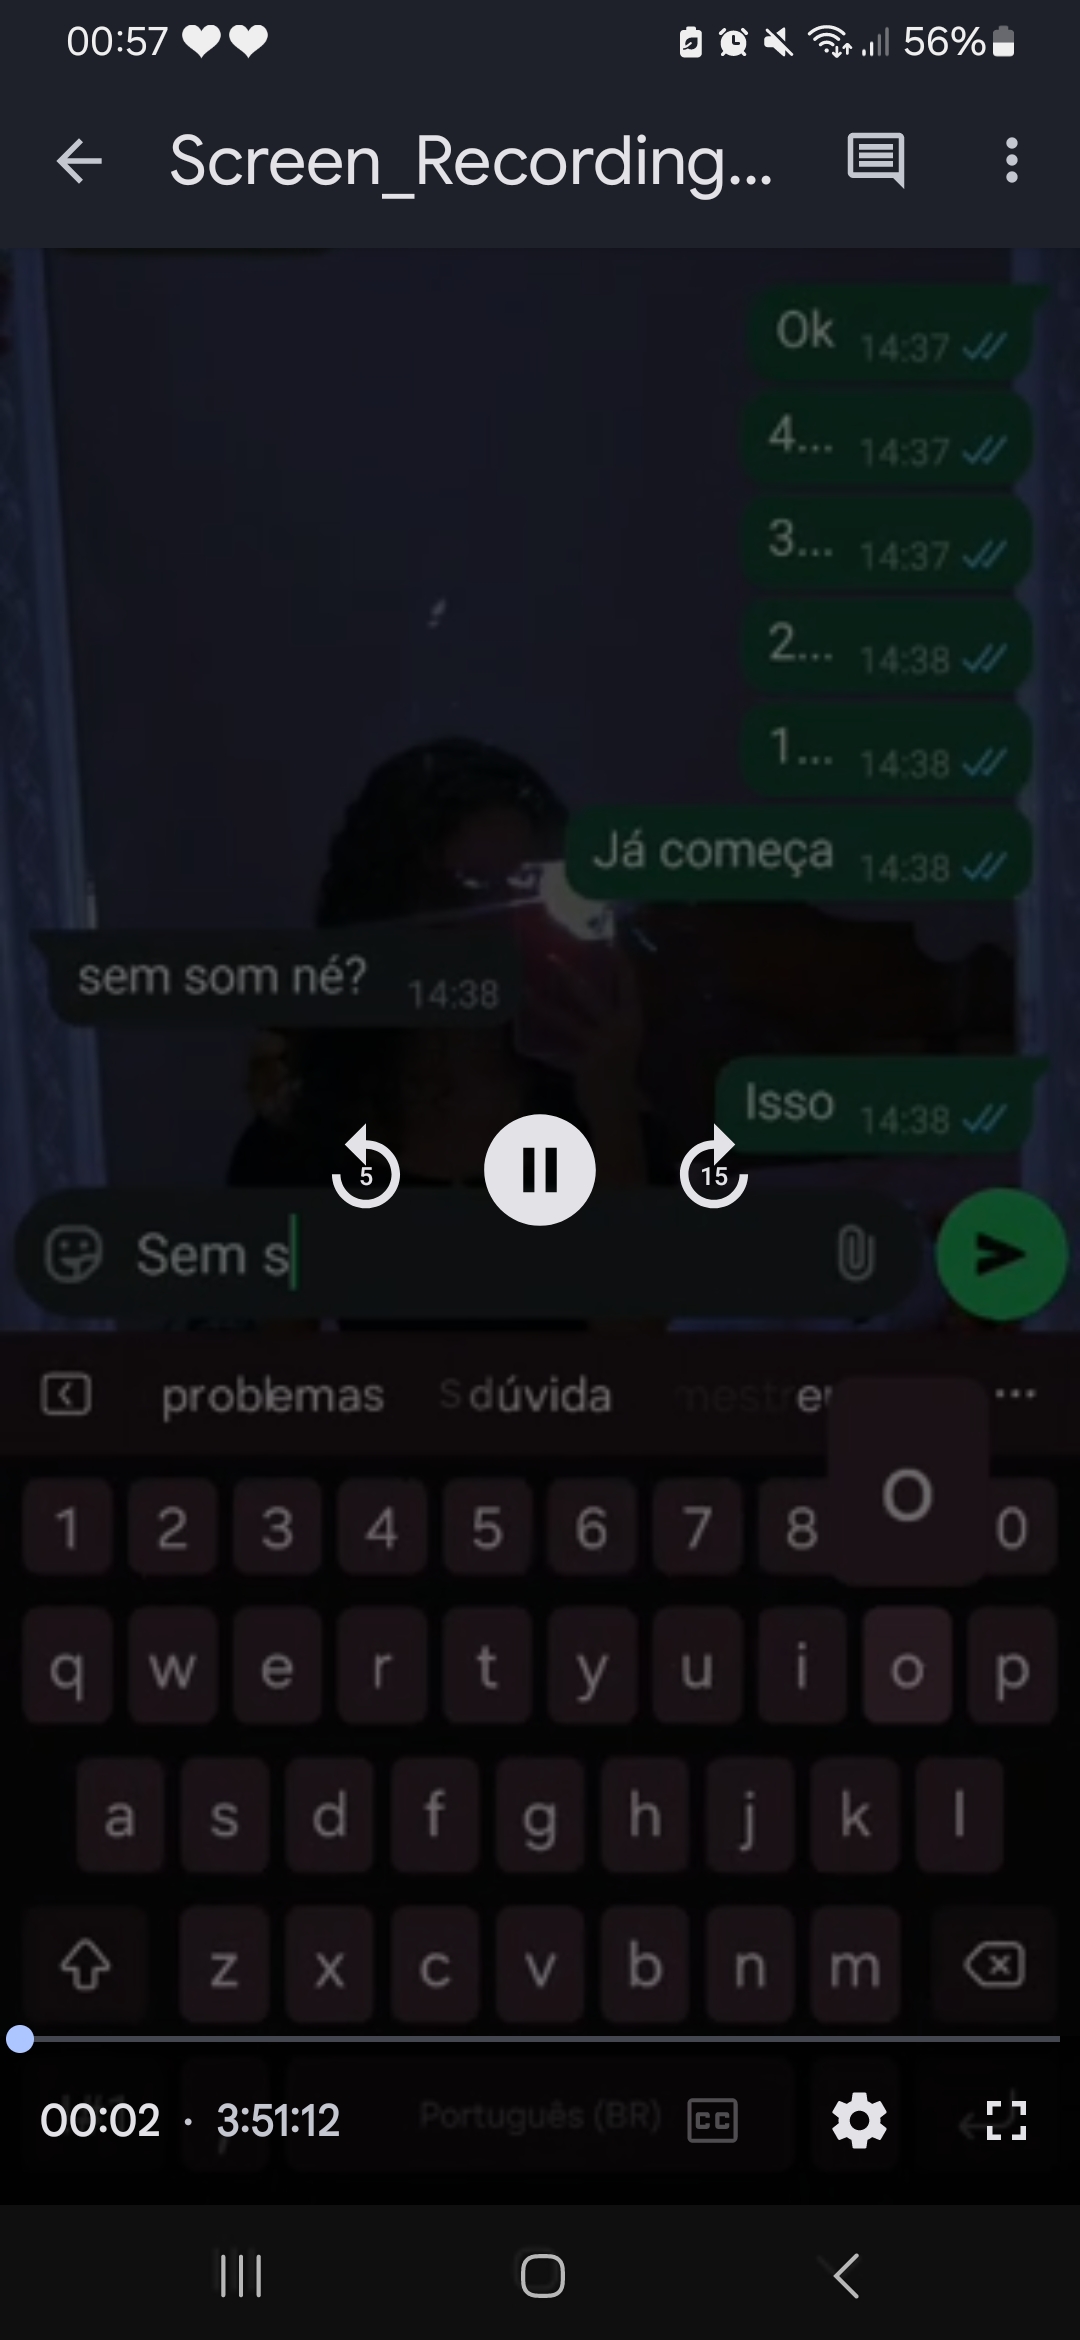 00:57
56%
Screen_Recording...
Ok 14:37
4... 14:37
3... 14:37
2... 14:38
1... 14:38
Já começa 14:38
sem som né? 14:38
Isso 14:38
5
15
Sem s
problemas
dúvida
1 2 3 4 5 6 7 8 o 0
q w e r t y u i o p
a s d f g h j k l
z x c v b n m
00:02 · 3:51:12
Português (BR)
CC